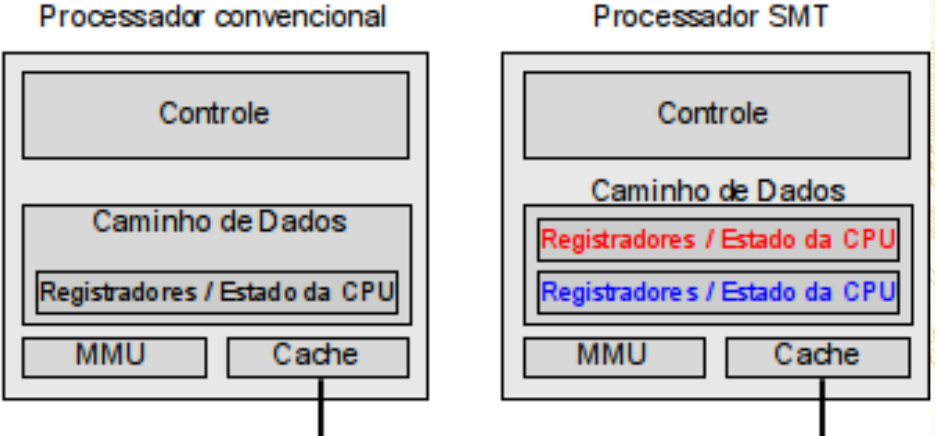 Processador convencional
Controle
Caminho de Dados
Registradores / Estado da CPU
MMU
Cache
Processador SMT
Controle
Caminho de Dados
Registradores / Estado da CPU
Registradores / Estado da CPU
MMU
Cache